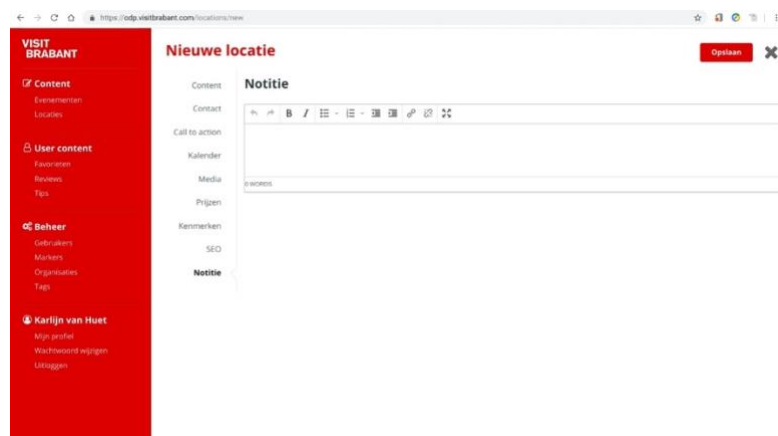 https://odp.visitbrabant.com/locations/new
VISIT
BRABANT
Nieuwe locatie
Opslaan
Content
Evenementen
Locaties
User content
Favorieten
Reviews
Tips
Beheer
Gebruikers
Markers
Organisaties
Tags
Karlijn van Huet
Mijn profiel
Wachtwoord wijzigen
Uitloggen
Content
Contact
Call to action
Kalender
Media
Prijzen
Kenmerken
SEO
Notitie
Notitie
B I
0 WORDS